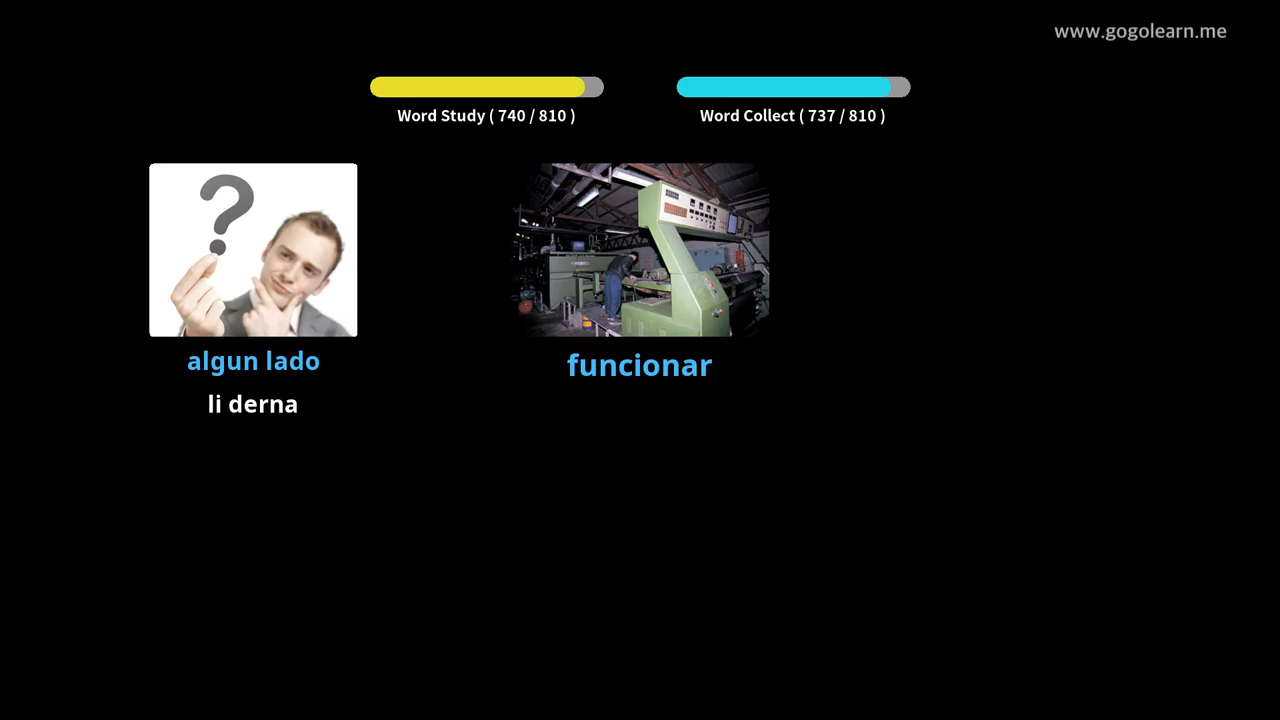 www.gogolearn.me
Word Study ( 740 / 810 )
Word Collect ( 737 / 810 )
algun lado
li derna
funcionar